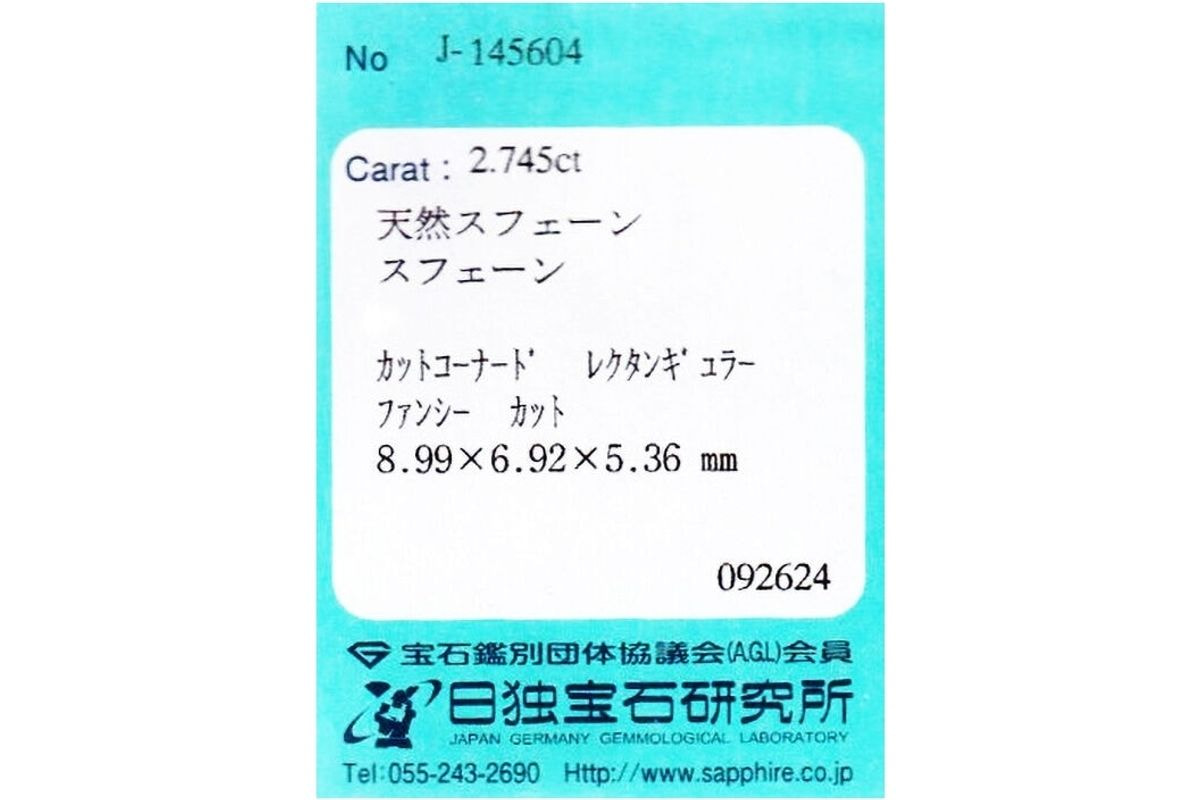 No J-145604
Carat : 2.745ct
天然スフェーン
スフェーン
カットコーナード レクタンギュラー
ファンシー カット
8.99×6.92×5.36 mm
092624
宝石鑑別団体協議会(AGL)会員
日独宝石研究所
JAPAN GERMANY GEMMOLOGICAL LABORATORY
Tel:055-243-2690 Http://www.sapphire.co.jp